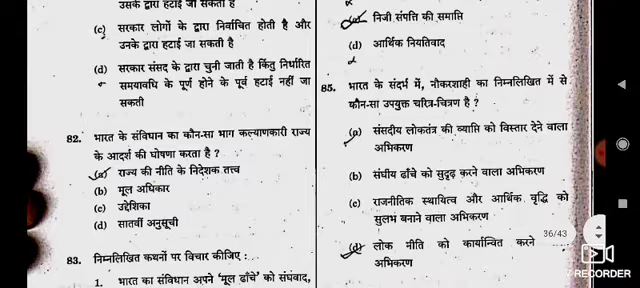 उसके द्वारा हटाई जा सकती है
(c) सरकार लोगों के द्वारा निर्वाचित होती है और
उनके द्वारा हटाई जा सकती है
(d) सरकार संसद के द्वारा चुनी जाती है किंतु निर्धारित
समयावधि के पूर्ण होने के पूर्व हटाई नहीं जा
सकती
82. भारत के संविधान का कौन-सा भाग कल्याणकारी राज्य
के आदर्श की घोषणा करता है ?
(a) राज्य की नीति के निदेशक तत्त्व
(b) मूल अधिकार
(c) उद्देशिका
(d) सातवीं अनुसूची
83. निम्नलिखित कथनों पर विचार कीजिए :
1. भारत का संविधान अपने 'मूल ढाँचे' को संघवाद,
(c) निजी संपत्ति की समाप्ति
(d) आर्थिक नियतिवाद
85. भारत के संदर्भ में, नौकरशाही का निम्नलिखित में से
कौन-सा उपयुक्त चरित्र-चित्रण है ?
(a) संसदीय लोकतंत्र की व्याप्ति को विस्तार देने वाला
अभिकरण
(b) संघीय ढाँचे को सुदृढ़ करने वाला अभिकरण
(c) राजनीतिक स्थायित्व और आर्थिक वृद्धि को
सुलभ बनाने वाला अभिकरण
36/43
(d) लोक नीति को कार्यान्वित करने
अभिकरण
RECORDER